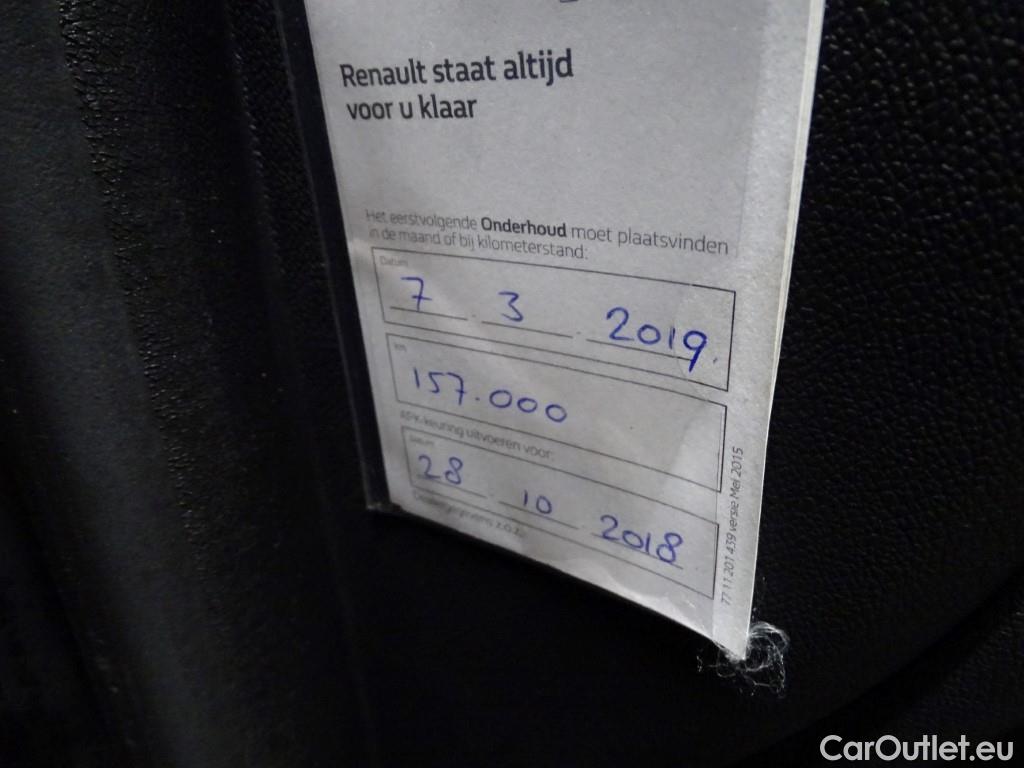 Renault staat altijd
voor u klaar
Het eerstvolgende Onderhoud moet plaatsvinden
in de maand of bij kilometerstand:
Datum
7 3 2019.
km
157.000
APK-keuring uitvoeren voor:
Datum
28 10 2018
Dealergegevens z.o.z.
77 11 201 439 versie Mei 2015
CarOutlet.eu